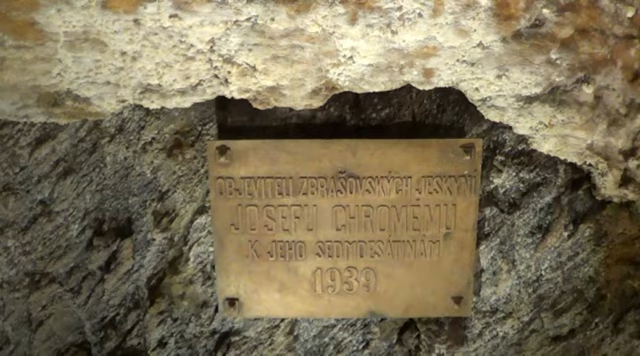 OBJEVITELI ZBRAŠOVSKÝCH JESKYNÍ
JOSEFU CHROMÉMU
K JEHO SEDMDESÁTINÁM
1939